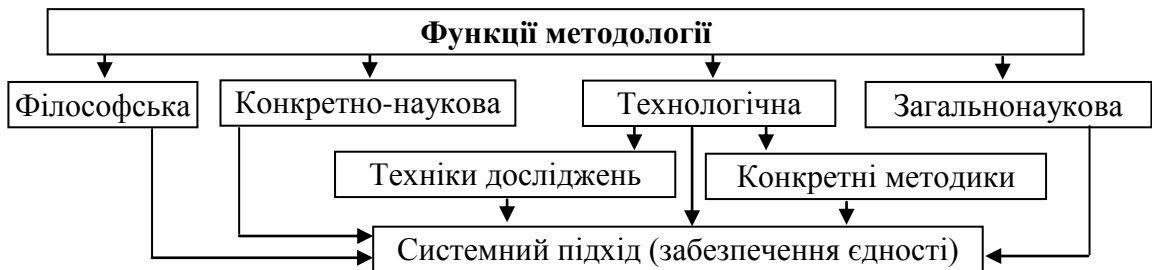 Функції методології
Філософська
Конкретно-наукова
Технологічна
Загальнонаукова
Техніки досліджень
Конкретні методики
Системний підхід (забезпечення єдності)